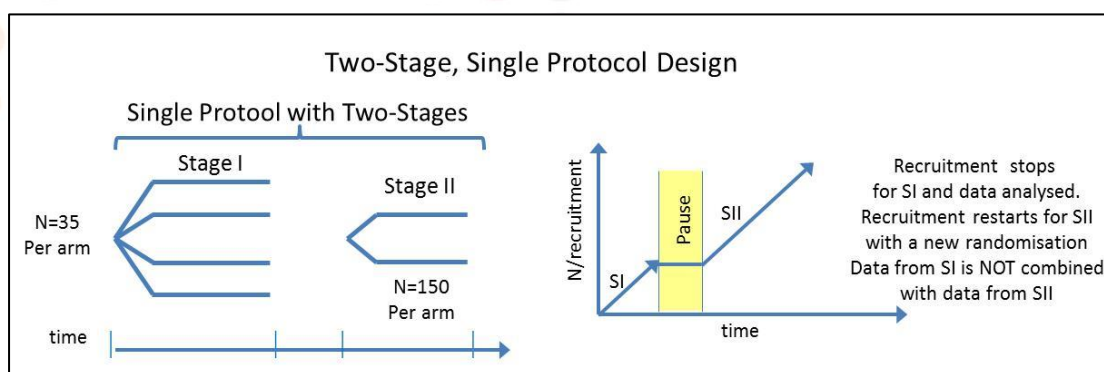 Two-Stage, Single Protocol Design
Single Protool with Two-Stages
Stage I
Stage II
N=35
Per arm
N=150
Per arm
time
N/recruitment
SI
Pause
SII
time
Recruitment stops
for SI and data analysed.
Recruitment restarts for SII
with a new randomisation
Data from SI is NOT combined
with data from SII